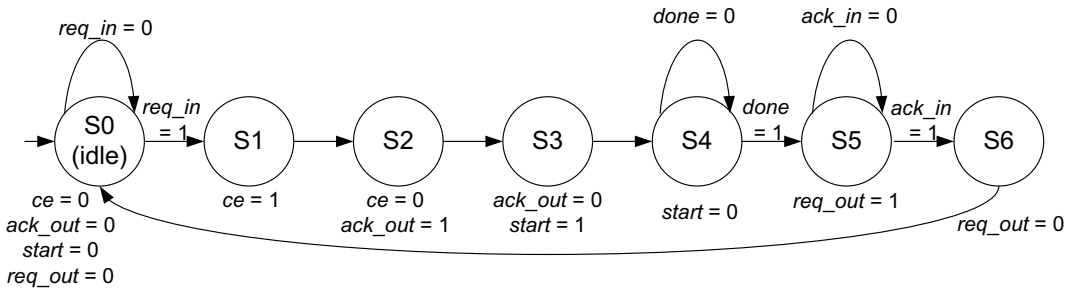 req_in = 0
done = 0
ack_in = 0
req_in
= 1
done
= 1
ack_in
= 1
S0
(idle)
S1
S2
S3
S4
S5
S6
ce = 0
ack_out = 0
start = 0
req_out = 0
ce = 1
ce = 0
ack_out = 1
ack_out = 0
start = 1
start = 0
req_out = 1
req_out = 0